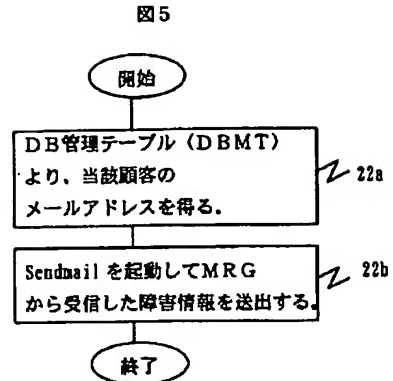 図5
開始
DB管理テーブル（DBMT）
より、当該顧客の
メールアドレスを得る。
22a
Sendmailを起動してMRG
から受信した障害情報を送出する。
22b
終了